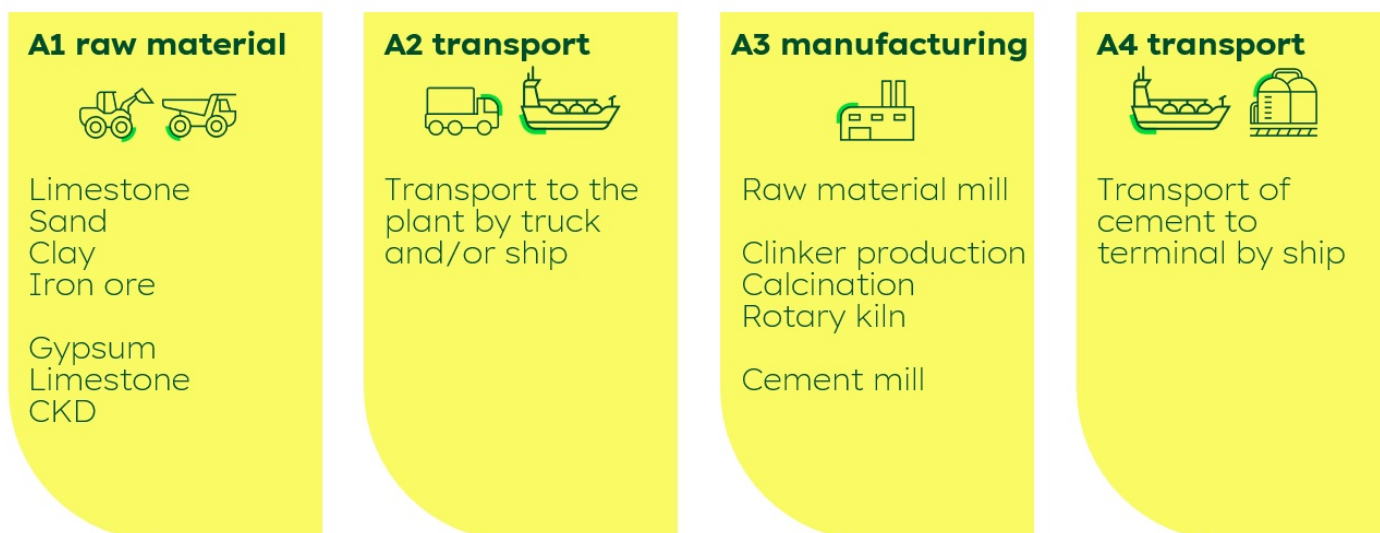 A1 raw material
Limestone
Sand
Clay
Iron ore
Gypsum
Limestone
CKD
A2 transport
Transport to the
plant by truck
and/or ship
A3 manufacturing
Raw material mill
Clinker production
Calcination
Rotary kiln
Cement mill
A4 transport
Transport of
cement to
terminal by ship